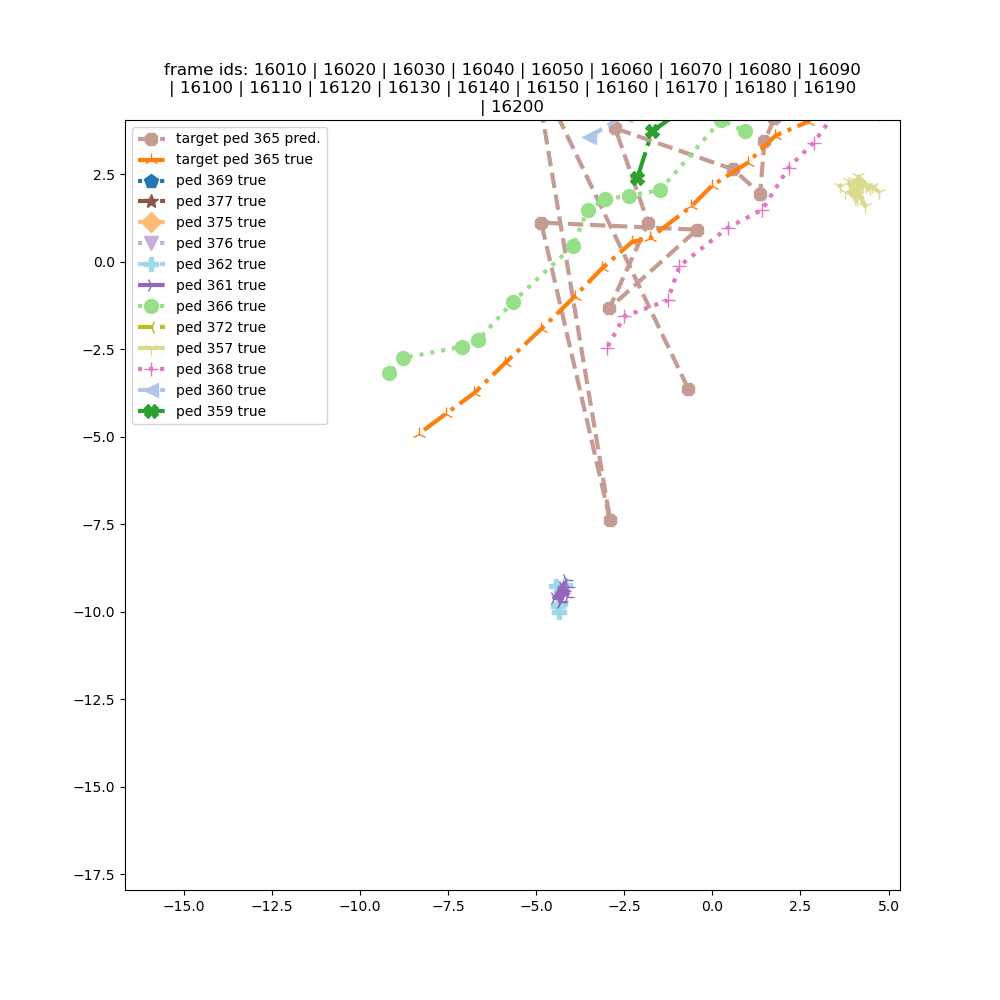 frame ids: 16010 | 16020 | 16030 | 16040 | 16050 | 16060 | 16070 | 16080 | 16090
| 16100 | 16110 | 16120 | 16130 | 16140 | 16150 | 16160 | 16170 | 16180 | 16190
| 16200
target ped 365 pred.
target ped 365 true
ped 369 true
ped 377 true
ped 375 true
ped 376 true
ped 362 true
ped 361 true
ped 366 true
ped 372 true
ped 357 true
ped 368 true
ped 360 true
ped 359 true
2.5
0.0
−2.5
−5.0
−7.5
−10.0
−12.5
−15.0
−17.5
−15.0 −12.5 −10.0 −7.5 −5.0 −2.5 0.0 2.5 5.0